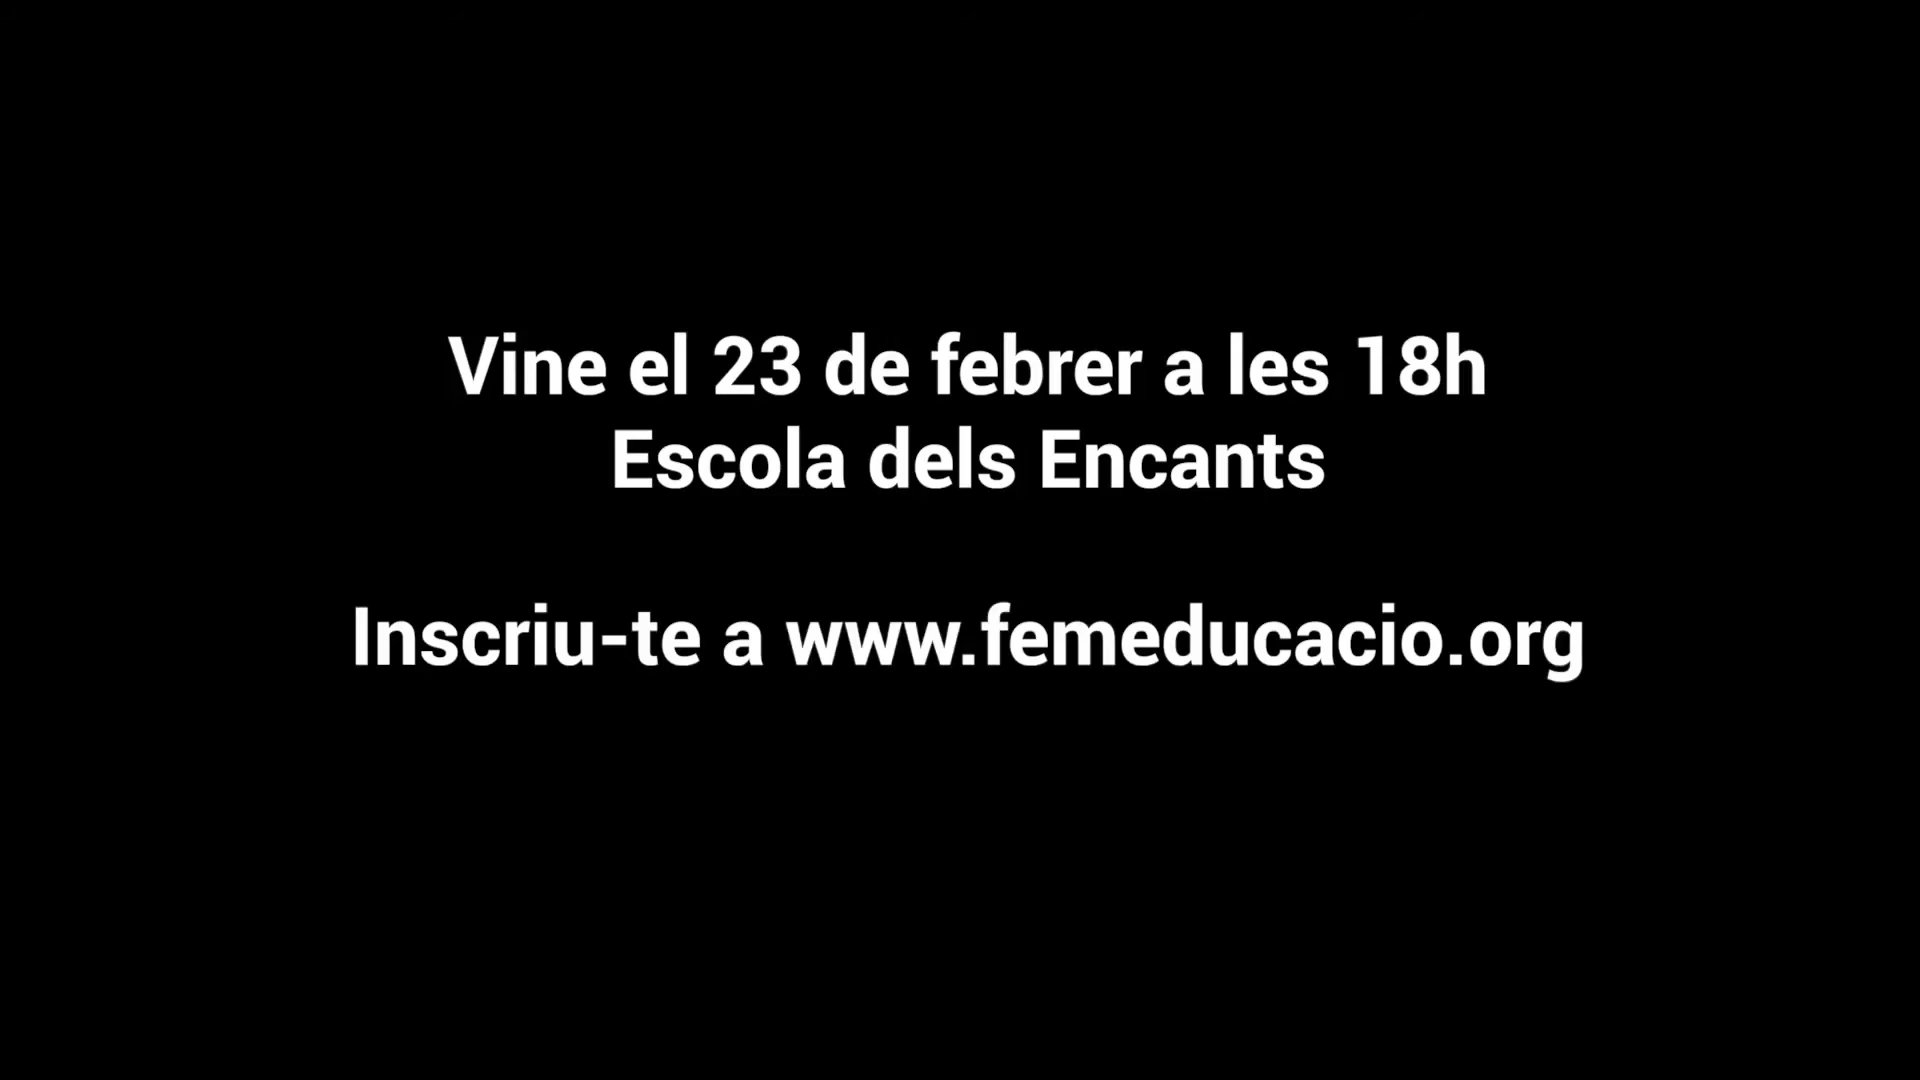 Vine el 23 de febrer a les 18h
Escola dels Encants
Inscriu-te a www.femeducacio.org